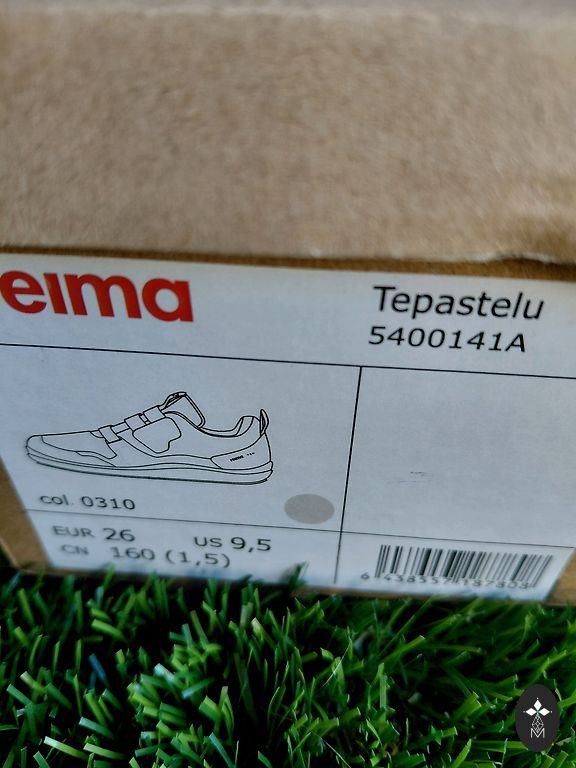 eima
Tepastelu
5400141A
col. 0310
EUR 26
US 9,5
CN 160 (1,5)